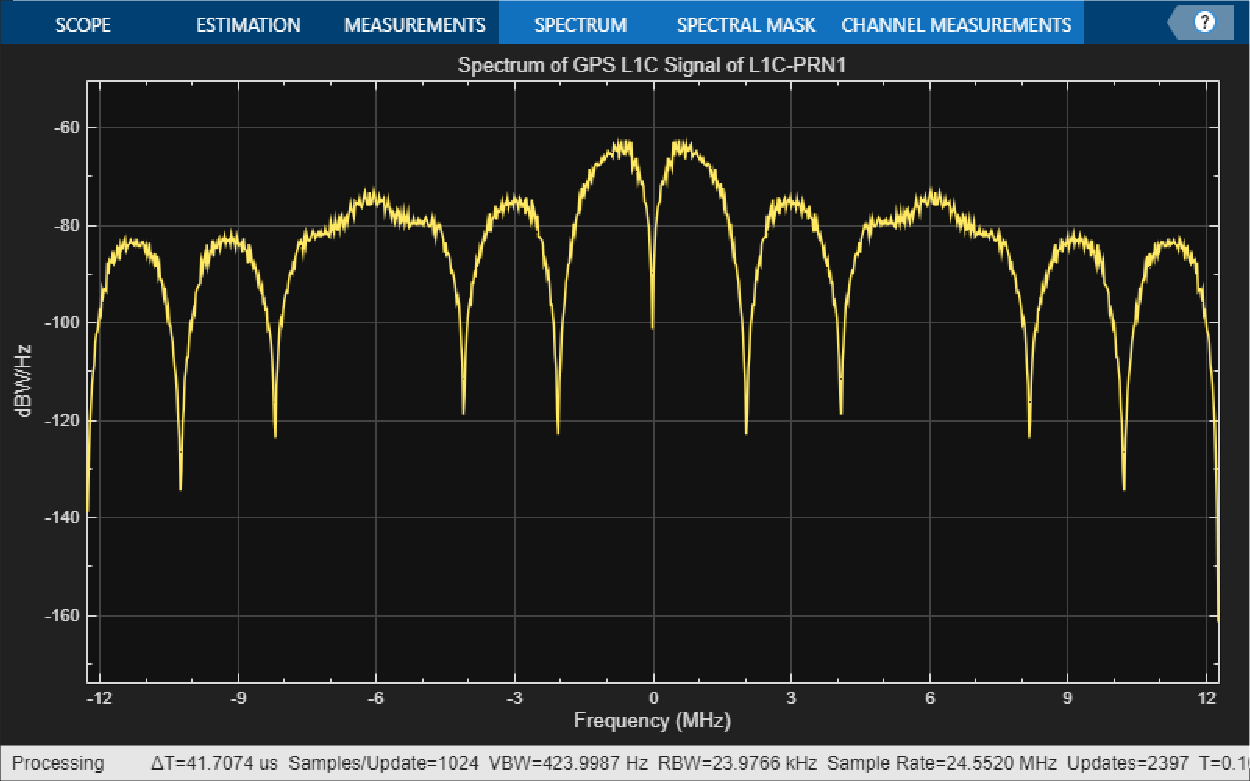 SCOPE ESTIMATION MEASUREMENTS SPECTRUM SPECTRAL MASK CHANNEL MEASUREMENTS ?
Spectrum of GPS L1C Signal of L1C-PRN1
-60
-80
-100
-120
-140
-160
dBW/Hz
-12 -9 -6 -3 0 3 6 9 12
Frequency (MHz)
Processing ΔT=41.7074 us Samples/Update=1024 VBW=423.9987 Hz RBW=23.9766 kHz Sample Rate=24.5520 MHz Updates=2397 T=0.1